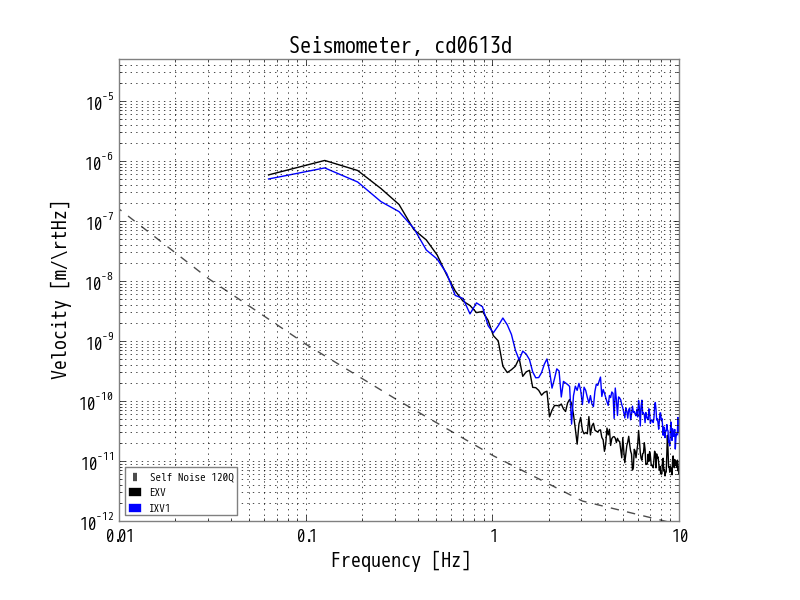 Seismometer, cd0613d
Velocity [m/\rtHz]
10^-5
10^-6
10^-7
10^-8
10^-9
10^-10
10^-11
10^-12
Self Noise 120Q
EXV
IXV1
0.01 0.1 1 10
Frequency [Hz]